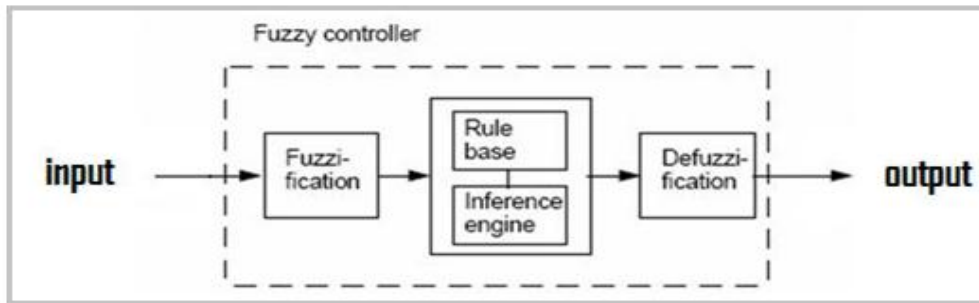 Fuzzy controller
input
Fuzzi-
fication
Rule
base
Inference
engine
Defuzzi-
fication
output